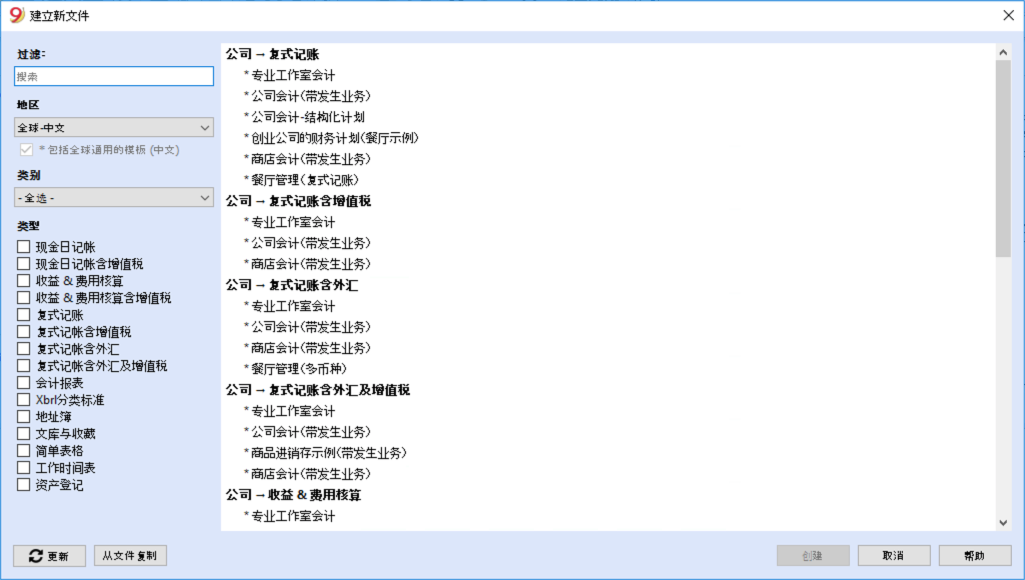 建立新文件
过滤:
搜索
地区
全球-中文
* 包括全球通用的模板 (中文)
类别
- 全选 -
类型
现金日记帐
现金日记帐含增值税
收益 & 费用核算
收益 & 费用核算含增值税
复式记账
复式记帐含增值税
复式记帐含外汇
复式记帐含外汇及增值税
会计报表
Xbrl分类标准
地址簿
文库与收藏
简单表格
工作时间表
资产登记
更新
从文件复制
公司 → 复式记账
* 专业工作室会计
* 公司会计(带发生业务)
* 公司会计-结构化计划
* 创业公司的财务计划(餐厅示例)
* 商店会计(带发生业务)
* 餐厅管理(复式记账)
公司 → 复式记账含增值税
* 专业工作室会计
* 公司会计(带发生业务)
* 商店会计(带发生业务)
公司 → 复式记账含外汇
* 专业工作室会计
* 公司会计(带发生业务)
* 商店会计(带发生业务)
* 餐厅管理(多币种)
公司 → 复式记账含外汇及增值税
* 专业工作室会计
* 公司会计(带发生业务)
* 商品进销存示例(带发生业务)
* 商店会计(带发生业务)
公司 → 收益 & 费用核算
* 专业工作室会计
创建
取消
帮助